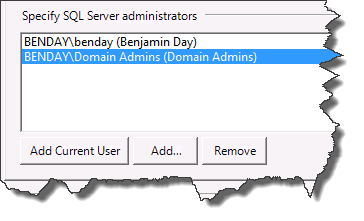 Specify SQL Server administrators
BENDAY\benday (Benjamin Day)
BENDAY\Domain Admins (Domain Admins)
Add Current User
Add...
Remove